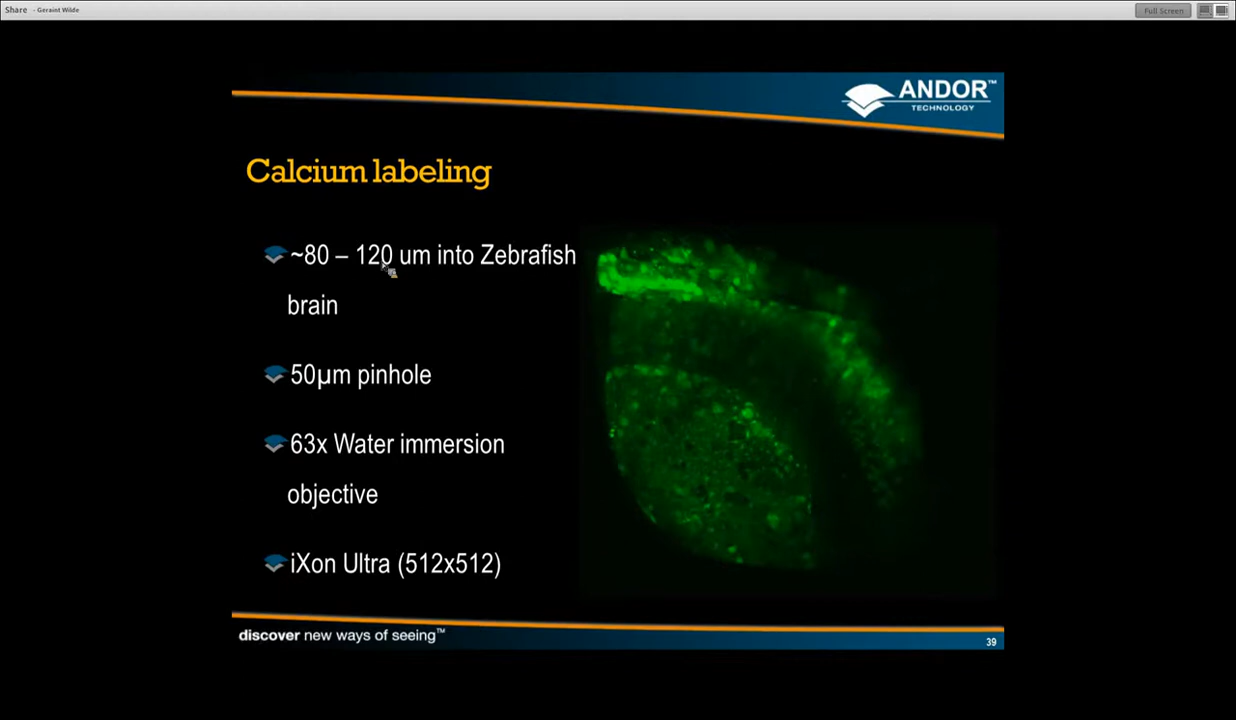 Share - Geraint Wilde
Full Screen
ANDOR™
TECHNOLOGY
Calcium labeling
~80 – 120 um into Zebrafish
brain
50µm pinhole
63x Water immersion
objective
iXon Ultra (512x512)
discover new ways of seeing™
39